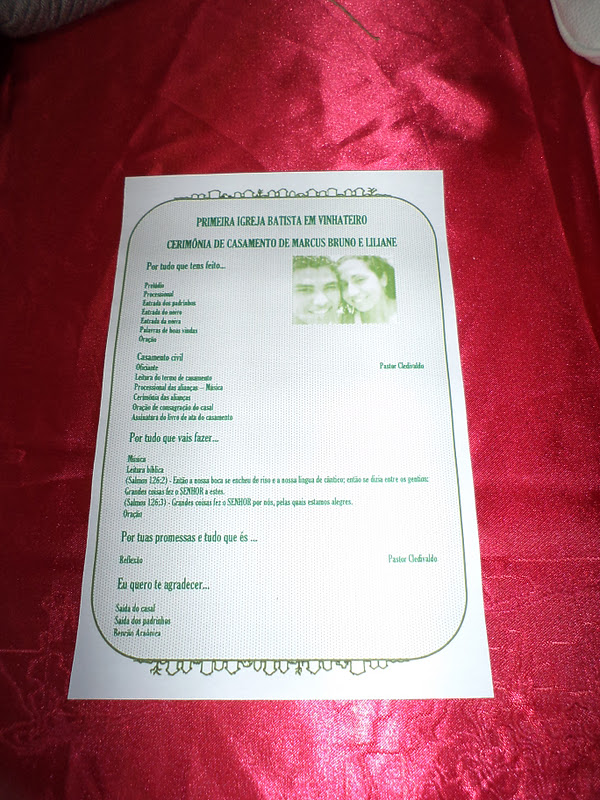 PRIMEIRA IGREJA BATISTA EM VINHATEIRO
CERIMÔNIA DE CASAMENTO DE MARCUS BRUNO E LILIANE
Por tudo que tens feito...
Prelúdio
Processional
Entrada dos padrinhos
Entrada do noivo
Entrada da noiva
Palavras de boas vindas
Oração
Casamento civil
Oficiante Pastor Cledivaldo
Leitura do termo de casamento
Processional das alianças – Música
Cerimônia das alianças
Oração de consagração do casal
Assinatura do livro de ata do casamento
Por tudo que vais fazer...
Música
Leitura bíblica
(Salmos 126:2) - Então a nossa boca se encheu de riso e a nossa língua de cântico; então se dizia entre os gentios:
Grandes coisas fez o SENHOR a estes.
(Salmos 126:3) - Grandes coisas fez o SENHOR por nós, pelas quais estamos alegres.
Oração
Por tuas promessas e tudo que és ...
Reflexão Pastor Cledivaldo
Eu quero te agradecer...
Saída do casal
Saída dos padrinhos
Benção Araônica